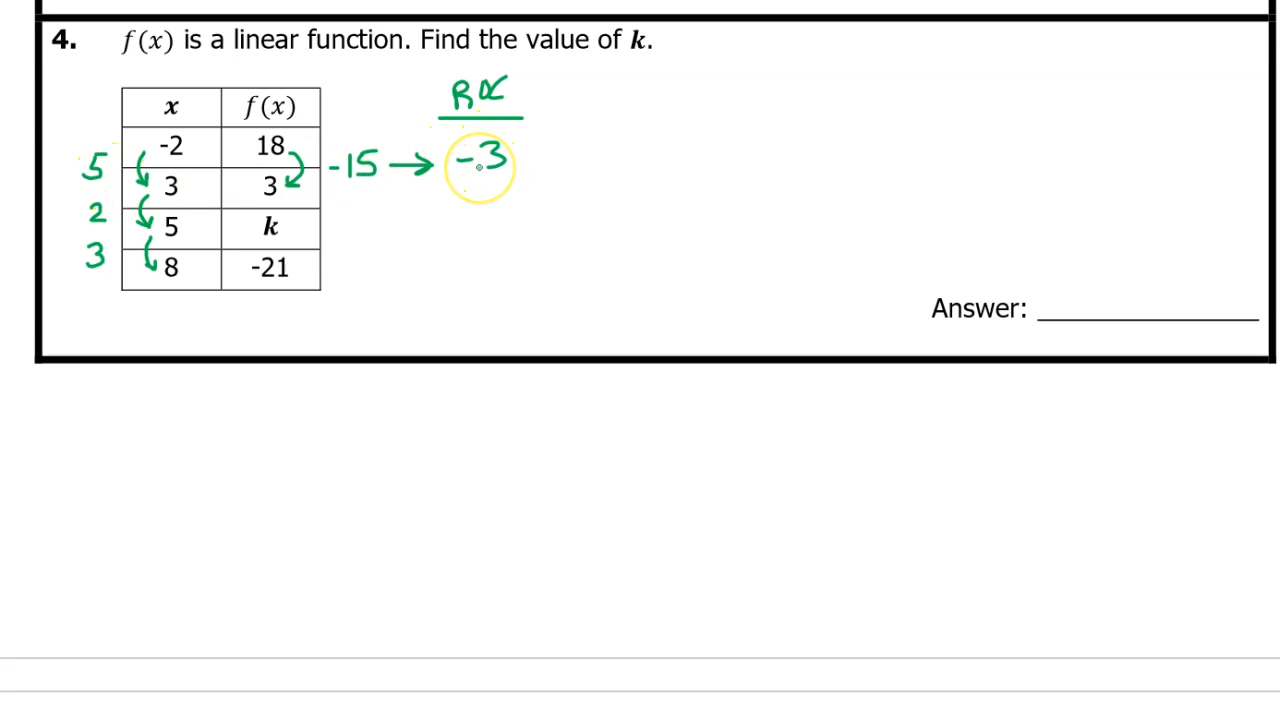 4. f(x) is a linear function. Find the value of k.
ROC
x f(x)
-2 18
5 -15 → -3
3 3
2
5 k
3
8 -21
Answer: ____________